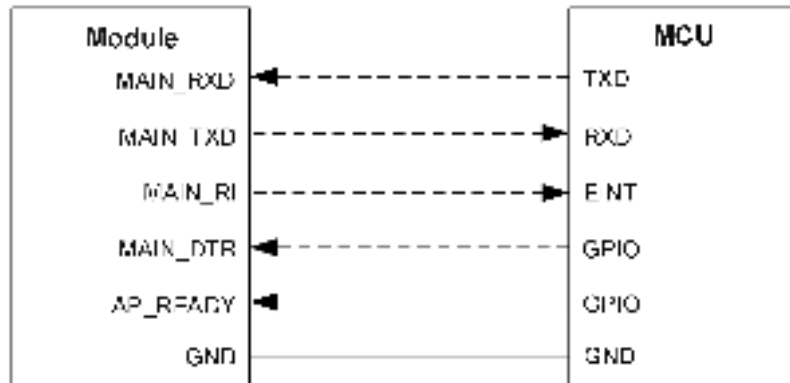 Module MCU
MAIN_RXD TXD
MAIN_TXD RXD
MAIN_RI EINT
MAIN_DTR GPIO
AP_READY GPIO
GND GND